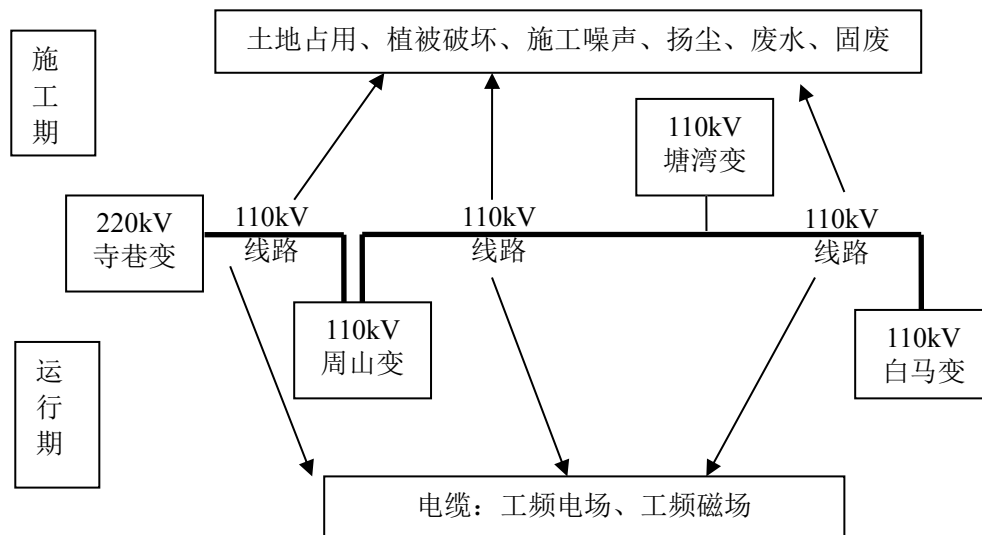 施
工
期
土地占用、植被破坏、施工噪声、扬尘、废水、固废
110kV
塘湾变
220kV
寺巷变
110kV
线路
110kV
线路
110kV
线路
110kV
周山变
110kV
白马变
运
行
期
电缆：工频电场、工频磁场